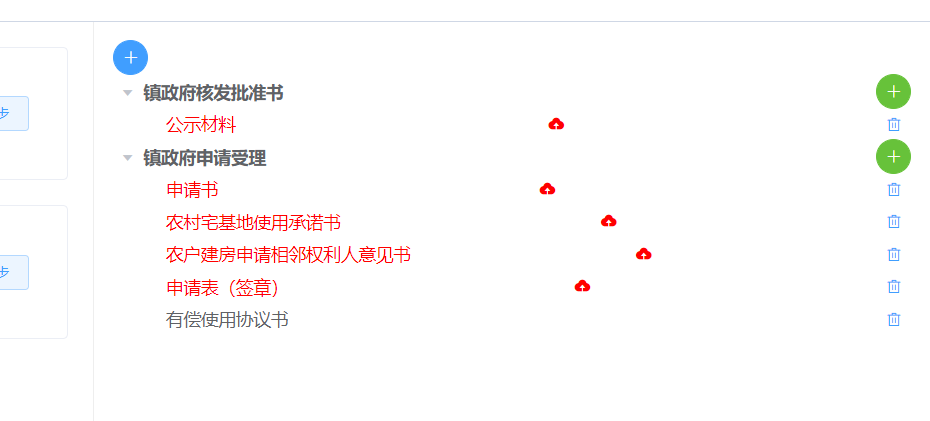 镇政府核发批准书
公示材料
步
镇政府申请受理
申请书
农村宅基地使用承诺书
农户建房申请相邻权利人意见书
步
申请表（签章）
有偿使用协议书